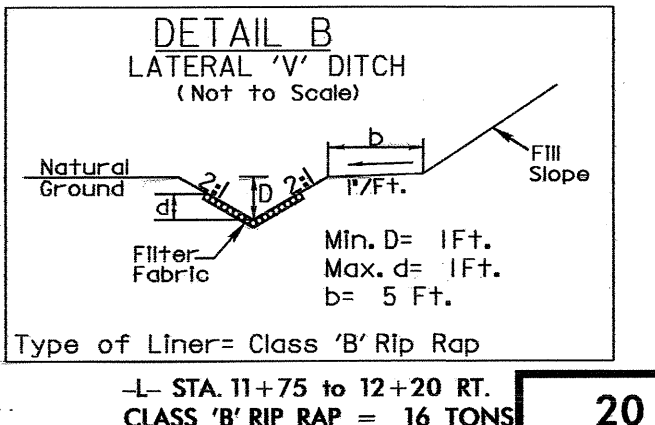 DETAIL B
LATERAL 'V' DITCH
(Not to Scale)
b
Natural
Ground
2:1
D
2:1
1"/Ft.
Fill
Slope
d
Filter
Fabric
Min. D= 1Ft.
Max. d= 1Ft.
b= 5 Ft.
Type of Liner= Class 'B' Rip Rap
-L- STA. 11+75 to 12+20 RT.
CLASS 'B' RIP RAP = 16 TONS
20